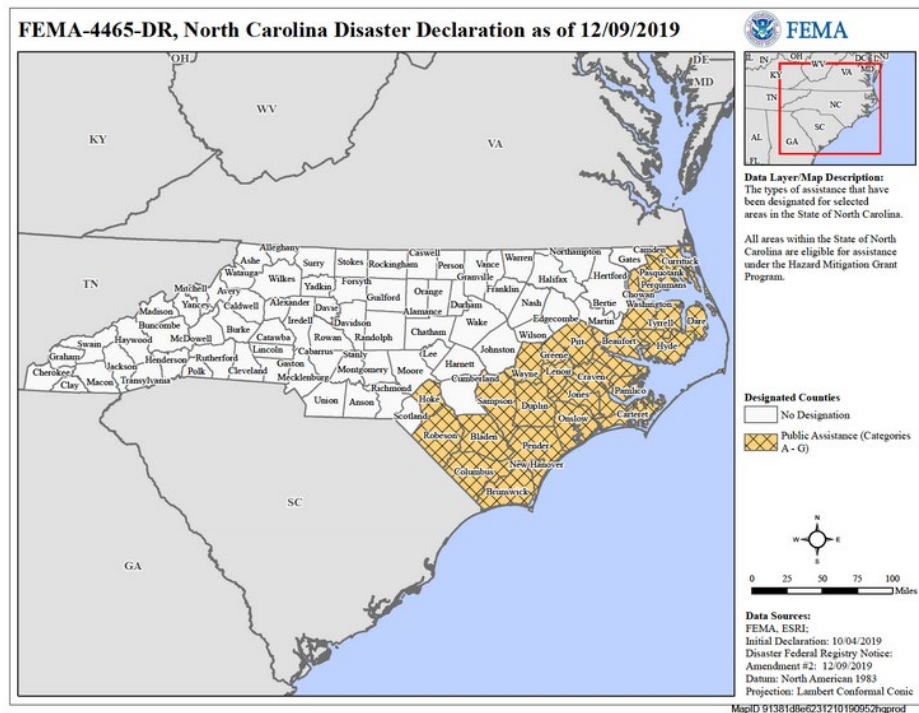 FEMA-4465-DR, North Carolina Disaster Declaration as of 12/09/2019
FEMA
OH
WV
KY
VA
DE
MD
TN
SC
GA
IL
IN
OH
WV
DC
NJ
MD
KY
VA
TN
NC
SC
AL
GA
FL
Alleghany
Ashe
Surry
Stokes
Rockingham
Caswell
Person
Vance
Warren
Northampton
Gates
Camden
Currituck
Watauga
Wilkes
Yadkin
Forsyth
Guilford
Orange
Granville
Franklin
Halifax
Hertford
Pasquotank
Perquimans
Chowan
Mitchell
Avery
Yancey
Caldwell
Alexander
Davie
Alamance
Durham
Nash
Bertie
Washington
Madison
Iredell
Davidson
Edgecombe
Martin
Tyrrell
Dare
Buncombe
Burke
Rowan
Randolph
Chatham
Wake
Wilson
Pitt
Beaufort
Hyde
Haywood
McDowell
Catawba
Swain
Lincoln
Cabarrus
Stanly
Lee
Johnston
Greene
Graham
Jackson
Henderson
Rutherford
Gaston
Montgomery
Moore
Harnett
Wayne
Lenoir
Craven
Cherokee
Clay
Macon
Transylvania
Polk
Cleveland
Mecklenburg
Richmond
Cumberland
Sampson
Jones
Pamlico
Union
Anson
Hoke
Duplin
Carteret
Scotland
Onslow
Robeson
Bladen
Pender
Columbus
New Hanover
Brunswick
Data Layer/Map Description:
The types of assistance that have
been designated for selected
areas in the State of North Carolina.
All areas within the State of North
Carolina are eligible for assistance
under the Hazard Mitigation Grant
Program.
Designated Counties
No Designation
Public Assistance (Categories
A - G)
N
W E
S
0 25 50 75 100
Miles
Data Sources:
FEMA, ESRI;
Initial Declaration: 10/04/2019
Disaster Federal Registry Notice:
Amendment #2: 12/09/2019
Datum: North American 1983
Projection: Lambert Conformal Conic
MapID 91381d8e6231210190952hqprod